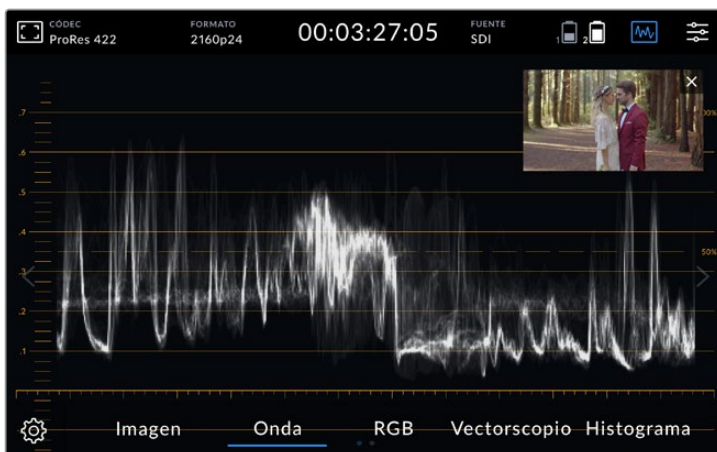 CÓDEC
ProRes 422
FORMATO
2160p24
00:03:27:05
FUENTE
SDI
1
2
.7
.6
.5
.4
.3
.2
.1
50%
Imagen
Onda
RGB
Vectorscopio
Histograma